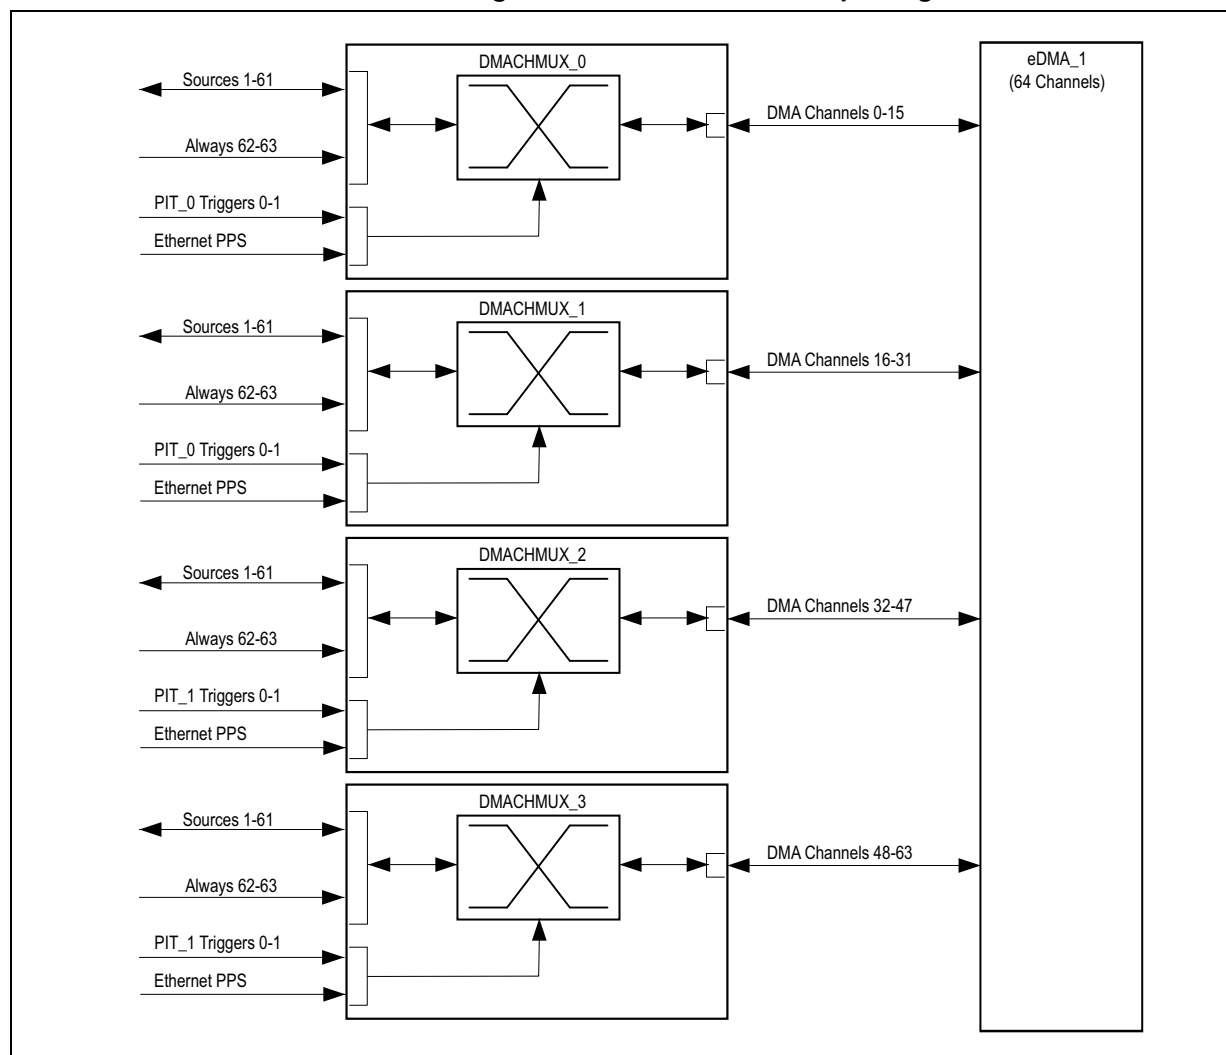 DMACHMUX_0
Sources 1-61
Always 62-63
PIT_0 Triggers 0-1
Ethernet PPS
DMA Channels 0-15
eDMA_1
(64 Channels)
DMACHMUX_1
Sources 1-61
Always 62-63
PIT_0 Triggers 0-1
Ethernet PPS
DMA Channels 16-31
DMACHMUX_2
Sources 1-61
Always 62-63
PIT_1 Triggers 0-1
Ethernet PPS
DMA Channels 32-47
DMACHMUX_3
Sources 1-61
Always 62-63
PIT_1 Triggers 0-1
Ethernet PPS
DMA Channels 48-63